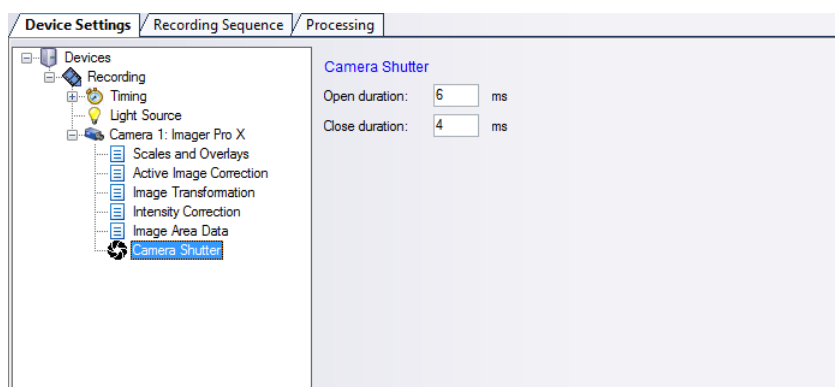 Device Settings Recording Sequence Processing
Devices
Recording
Timing
Light Source
Camera 1: Imager Pro X
Scales and Overlays
Active Image Correction
Image Transformation
Intensity Correction
Image Area Data
Camera Shutter
Camera Shutter
Open duration: 6 ms
Close duration: 4 ms